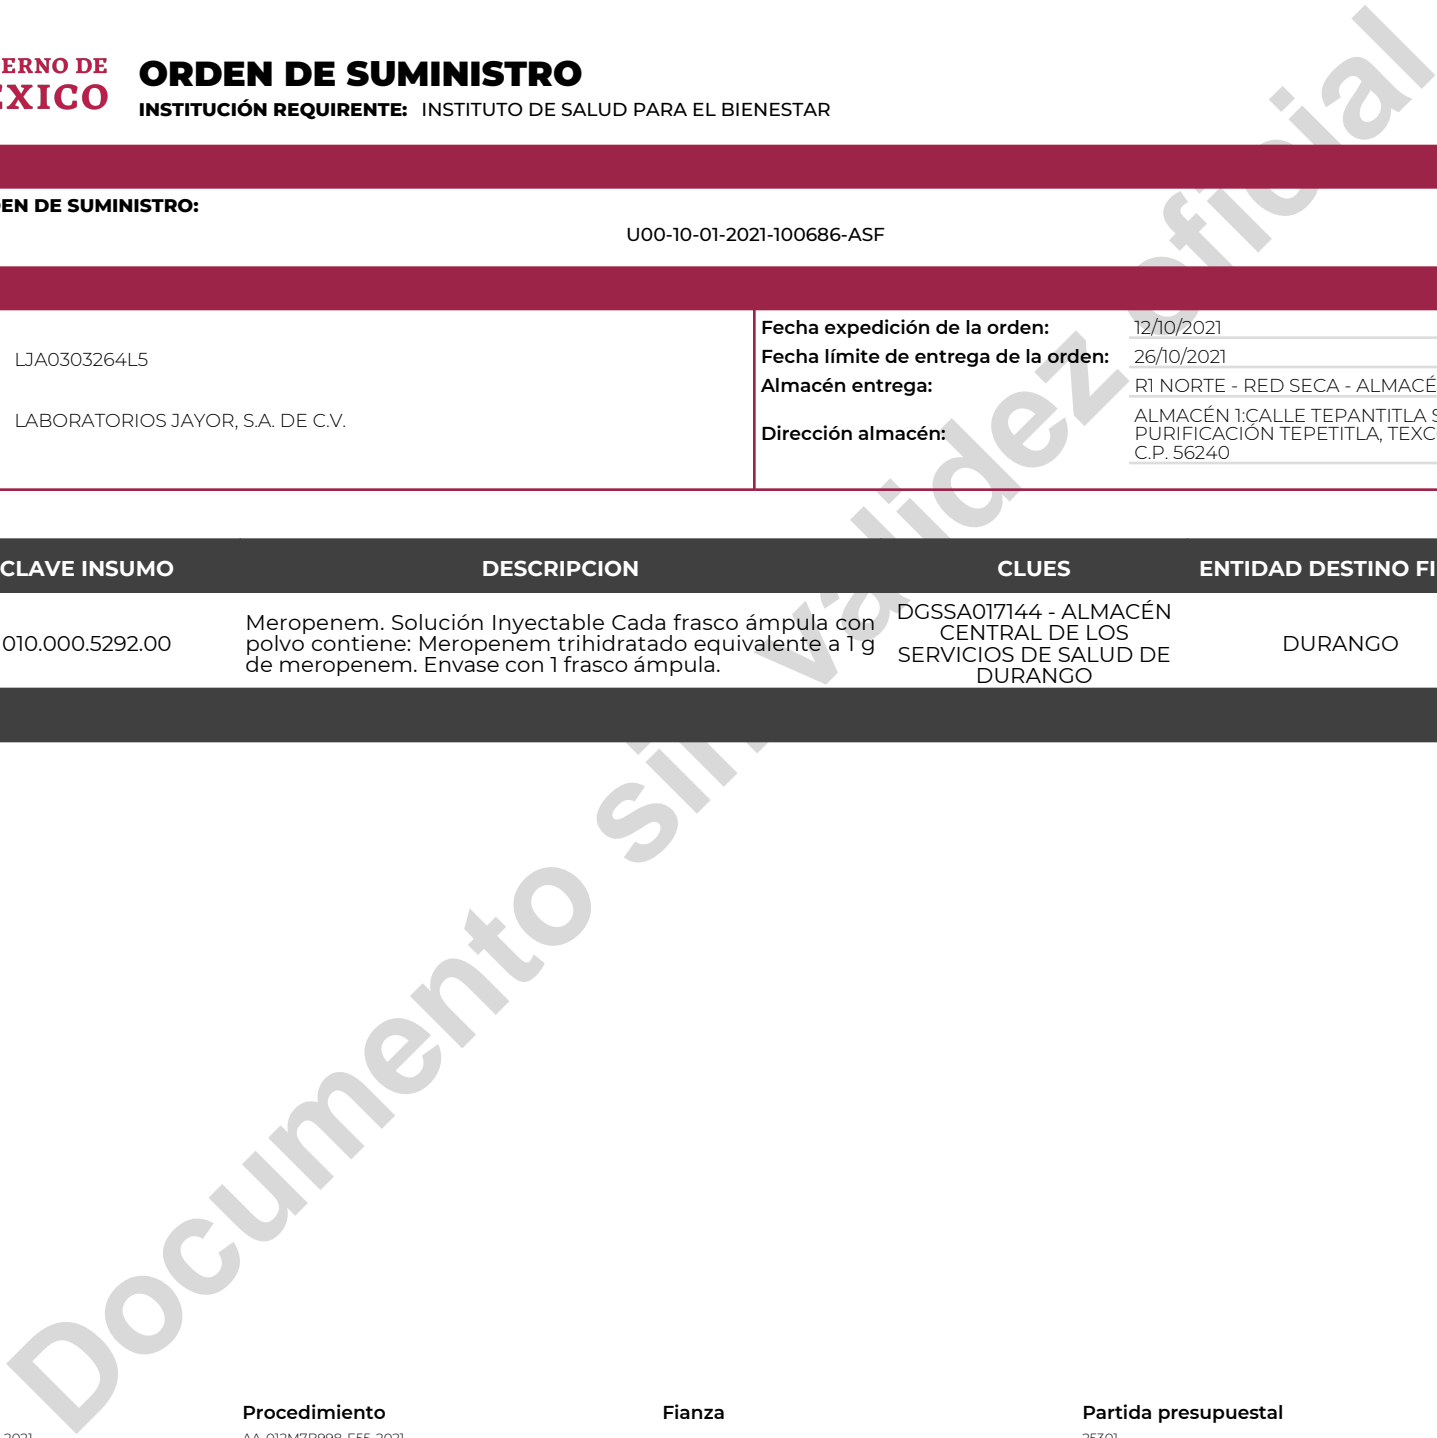 ERNO DE
ÉXICO
ORDEN DE SUMINISTRO
INSTITUCIÓN REQUIRENTE: INSTITUTO DE SALUD PARA EL BIENESTAR
EN DE SUMINISTRO:
U00-10-01-2021-100686-ASF
LJA0303264L5
LABORATORIOS JAYOR, S.A. DE C.V.
Fecha expedición de la orden: 12/10/2021
Fecha límite de entrega de la orden: 26/10/2021
Almacén entrega: R1 NORTE - RED SECA - ALMACÉ
Dirección almacén:
ALMACÉN 1:CALLE TEPANTITLA S
PURIFICACIÓN TEPETITLA, TEXC
C.P. 56240
CLAVE INSUMO DESCRIPCION CLUES ENTIDAD DESTINO FI
010.000.5292.00
Meropenem. Solución Inyectable Cada frasco ámpula con
polvo contiene: Meropenem trihidratado equivalente a 1 g
de meropenem. Envase con 1 frasco ámpula.
DGSSA017144 - ALMACÉN
CENTRAL DE LOS
SERVICIOS DE SALUD DE
DURANGO
DURANGO
Documento sin validez oficial
Procedimiento Fianza Partida presupuestal